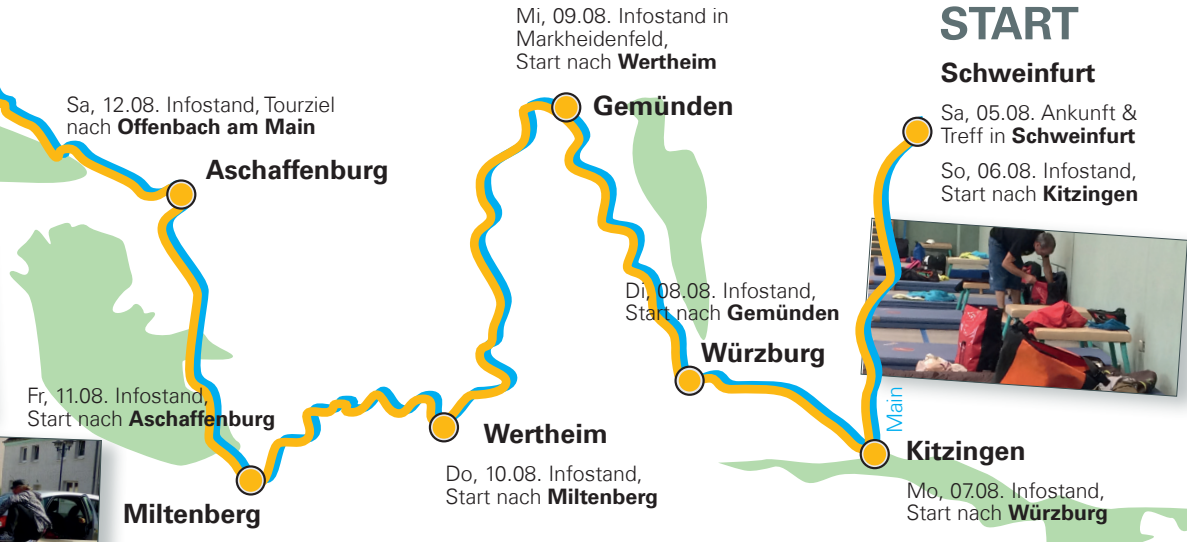 START
Schweinfurt
Sa, 05.08. Ankunft &
Treff in Schweinfurt
So, 06.08. Infostand,
Start nach Kitzingen
Main
Kitzingen
Mo, 07.08. Infostand,
Start nach Würzburg
Würzburg
Di, 08.08. Infostand,
Start nach Gemünden
Gemünden
Mi, 09.08. Infostand in
Markheidenfeld,
Start nach Wertheim
Wertheim
Do, 10.08. Infostand,
Start nach Miltenberg
Miltenberg
Fr, 11.08. Infostand,
Start nach Aschaffenburg
Aschaffenburg
Sa, 12.08. Infostand, Tourziel
nach Offenbach am Main